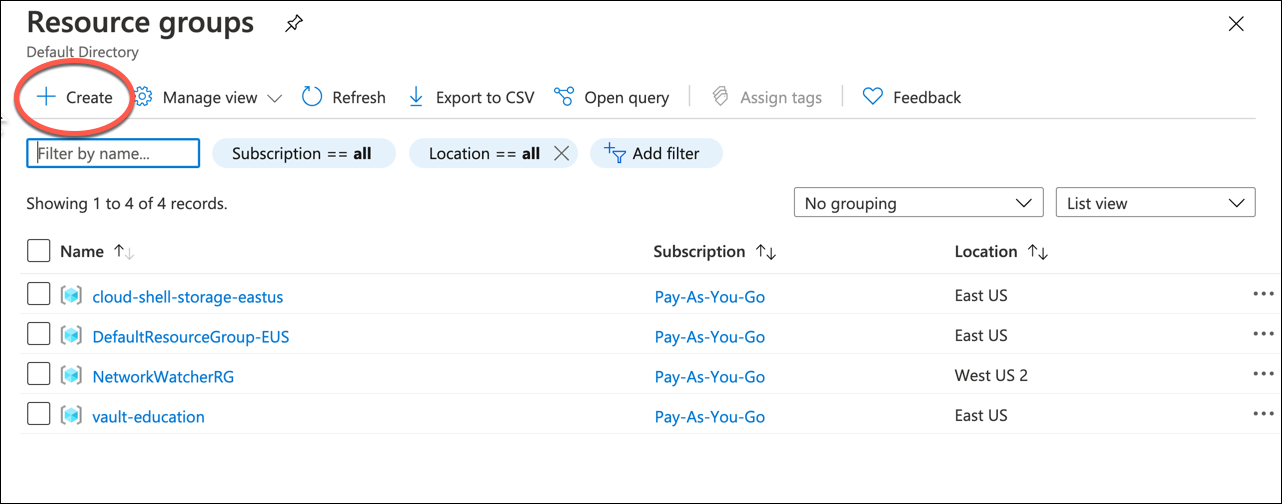 Resource groups
Default Directory
Create Manage view Refresh Export to CSV Open query Assign tags Feedback
Filter by name... Subscription == all Location == all Add filter
Showing 1 to 4 of 4 records. No grouping List view
Name Subscription Location
cloud-shell-storage-eastus Pay-As-You-Go East US
DefaultResourceGroup-EUS Pay-As-You-Go East US
NetworkWatcherRG Pay-As-You-Go West US 2
vault-education Pay-As-You-Go East US